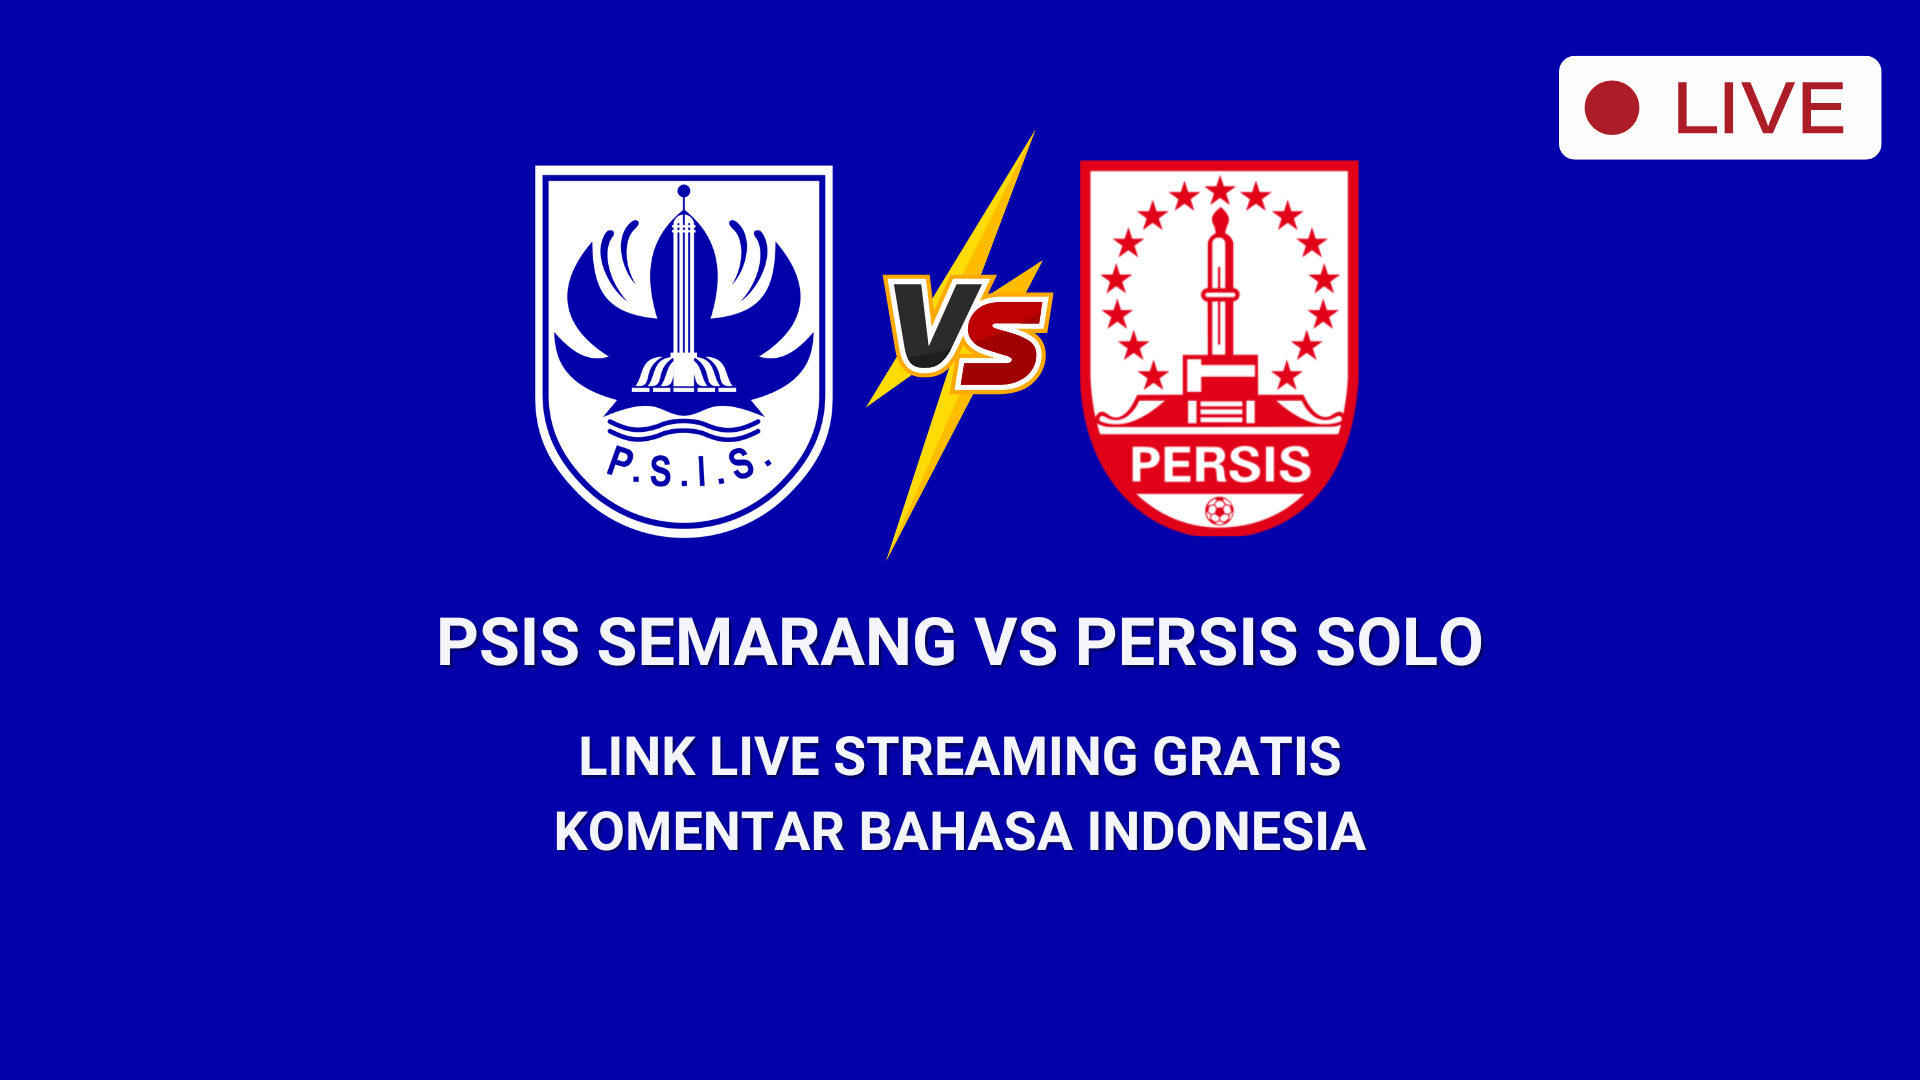 LIVE
P.S.I.S.
VS
PERSIS
PSIS SEMARANG VS PERSIS SOLO
LINK LIVE STREAMING GRATIS
KOMENTAR BAHASA INDONESIA